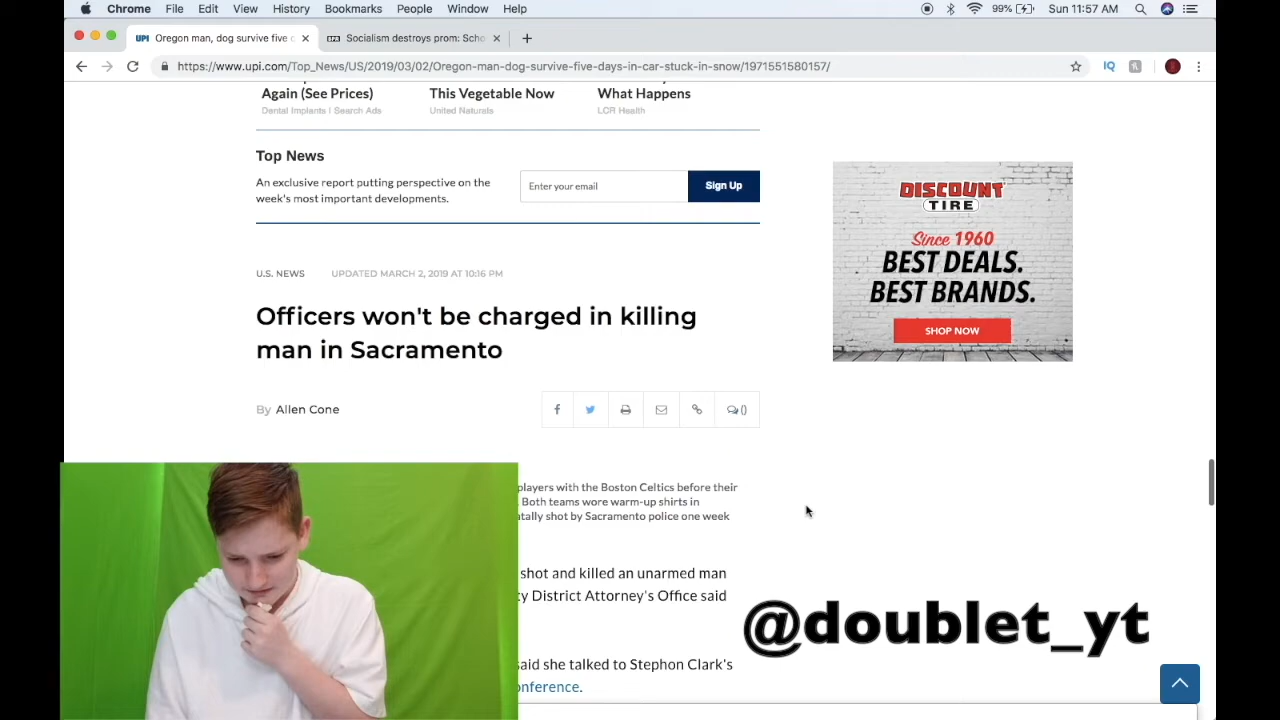 Chrome File Edit View History Bookmarks People Window Help 99% Sun 11:57 AM
UPI Oregon man, dog survive five d Socialism destroys prom: Scho
https://www.upi.com/Top_News/US/2019/03/02/Oregon-man-dog-survive-five-days-in-car-stuck-in-snow/1971551580157/ IQ
Again (See Prices) This Vegetable Now What Happens
Dental Implants | Search Ads United Naturals LCR Health
Top News
An exclusive report putting perspective on the
week's most important developments.
Enter your email Sign Up
DISCOUNT
TIRE
Since 1960
BEST DEALS.
BEST BRANDS.
SHOP NOW
U.S. NEWS UPDATED MARCH 2, 2019 AT 10:16 PM
Officers won't be charged in killing
man in Sacramento
By Allen Cone
()
players with the Boston Celtics before their
Both teams wore warm-up shirts in
tally shot by Sacramento police one week
shot and killed an unarmed man
ty District Attorney's Office said
said she talked to Stephon Clark's
onference.
@doublet_yt